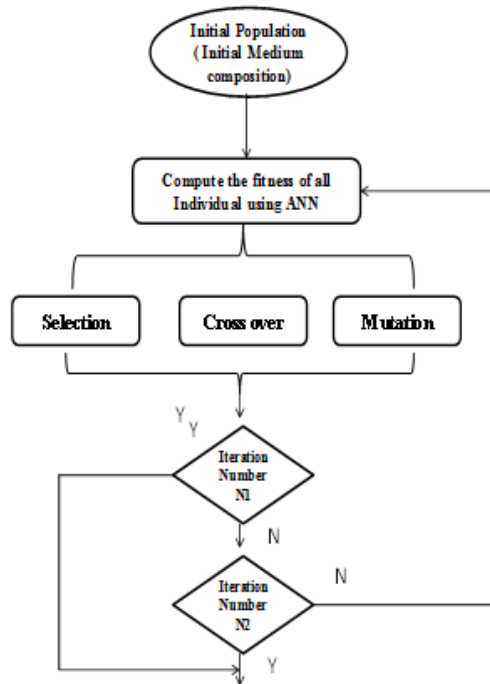 Initial Population
( Initial Medium
composition)
Compute the fitness of all
Individual using ANN
Selection
Cross over
Mutation
Y
Y
Iteration
Number
N1
N
Iteration
Number
N2
N
Y